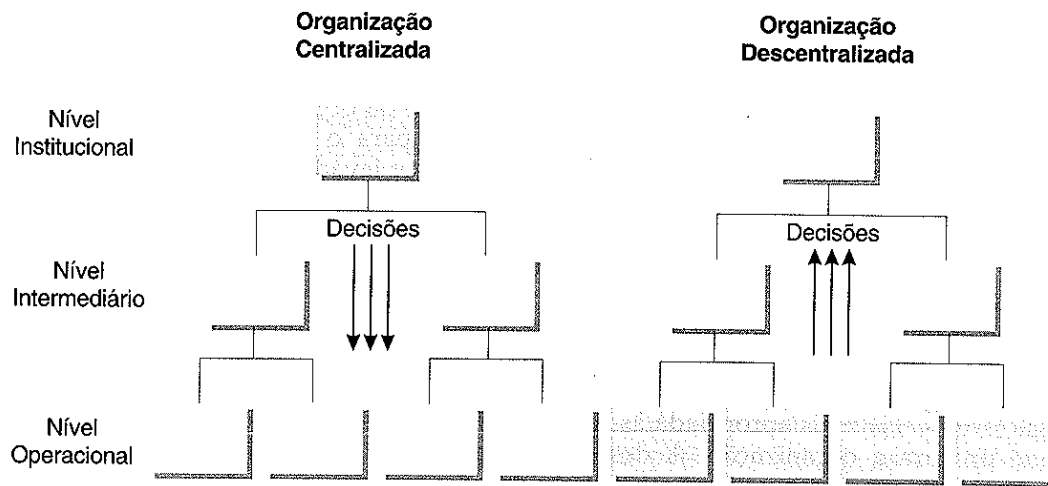 Organização
Centralizada
Organização
Descentralizada
Nível
Institucional
Decisões
Decisões
Nível
Intermediário
Nível
Operacional